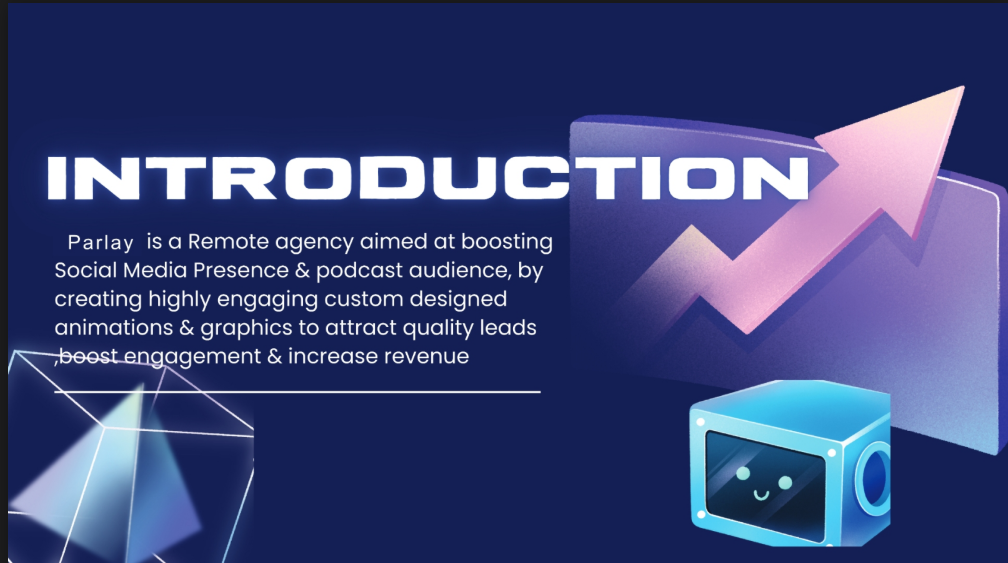 INTRODUCTION
Parlay is a Remote agency aimed at boosting
Social Media Presence & podcast audience, by
creating highly engaging custom designed
animations & graphics to attract quality leads
,boost engagement & increase revenue